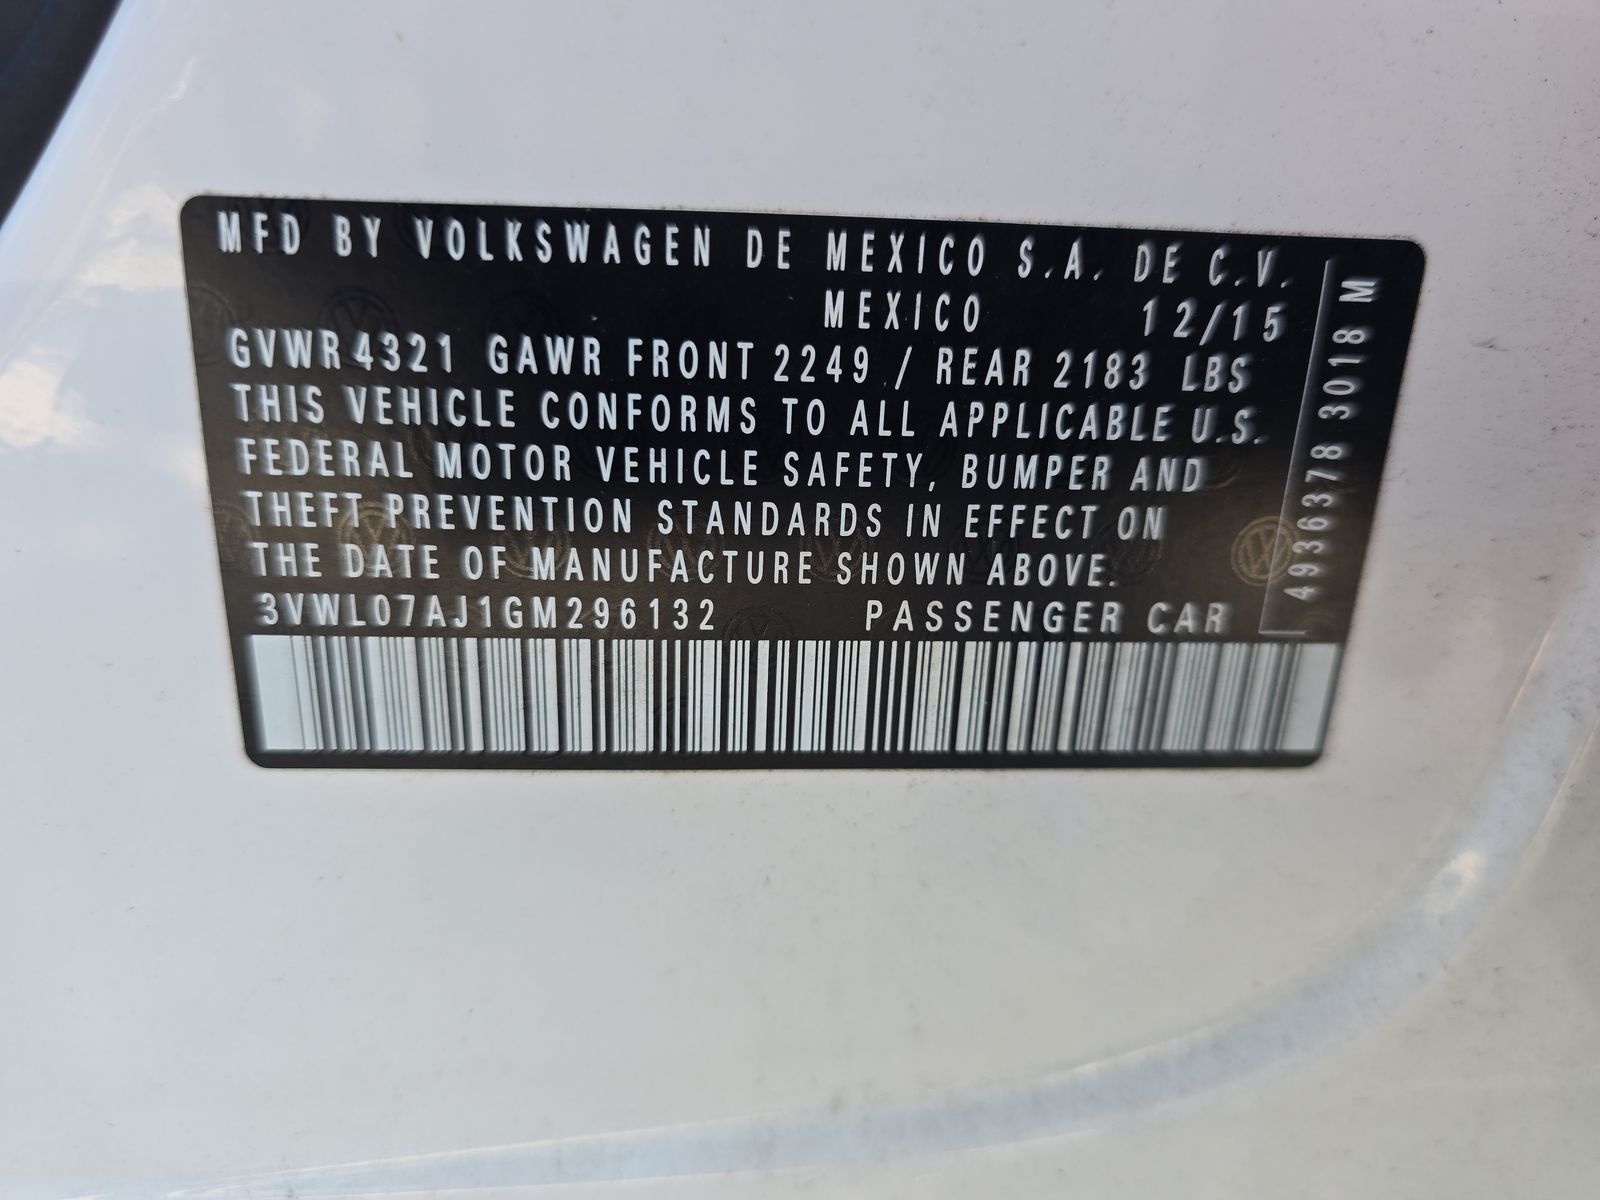 MFD BY VOLKSWAGEN DE MEXICO S.A. DE C.V.
MEXICO 12/15
GVWR 4321 GAWR FRONT 2249 / REAR 2183 LBS
THIS VEHICLE CONFORMS TO ALL APPLICABLE U.S.
FEDERAL MOTOR VEHICLE SAFETY, BUMPER AND
THEFT PREVENTION STANDARDS IN EFFECT ON
THE DATE OF MANUFACTURE SHOWN ABOVE.
3VWL07AJ1GM296132 PASSENGER CAR
4936378 3018 M